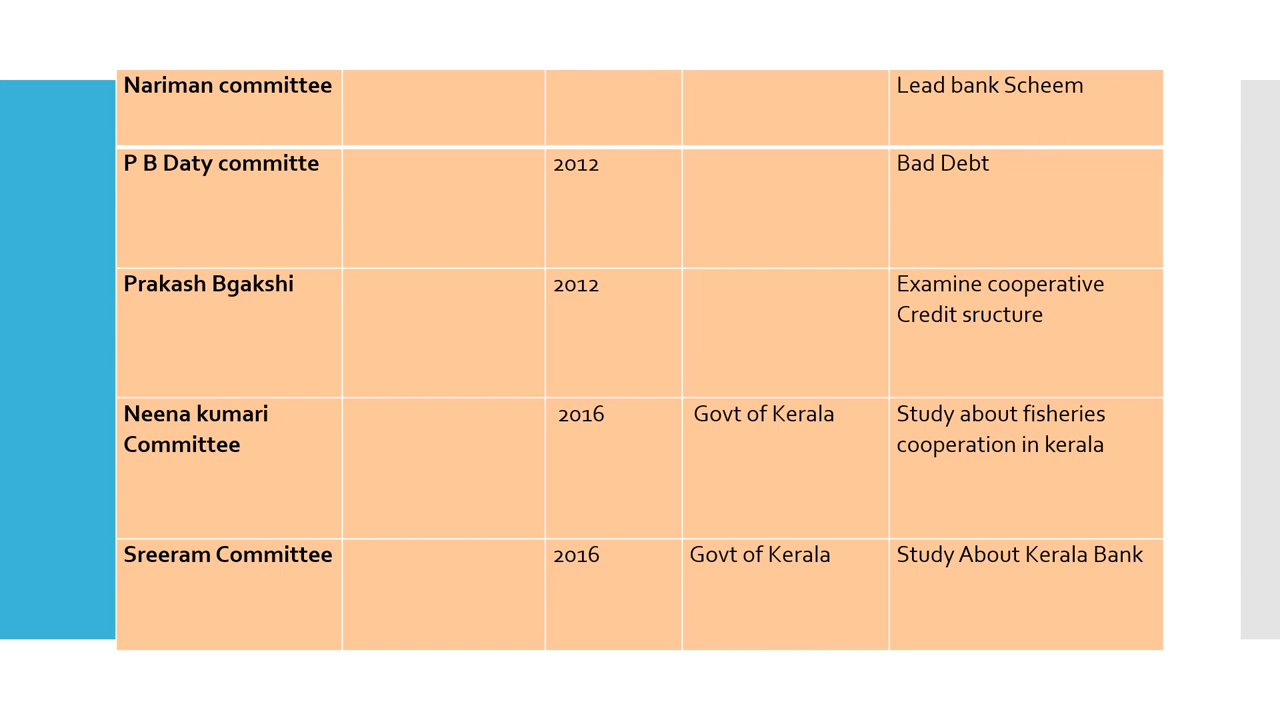 Nariman committee Lead bank Scheem
P B Daty committe 2012 Bad Debt
Prakash Bgakshi 2012 Examine cooperative
Credit sructure
Neena kumari 2016 Govt of Kerala Study about fisheries
Committee cooperation in kerala
Sreeram Committee 2016 Govt of Kerala Study About Kerala Bank